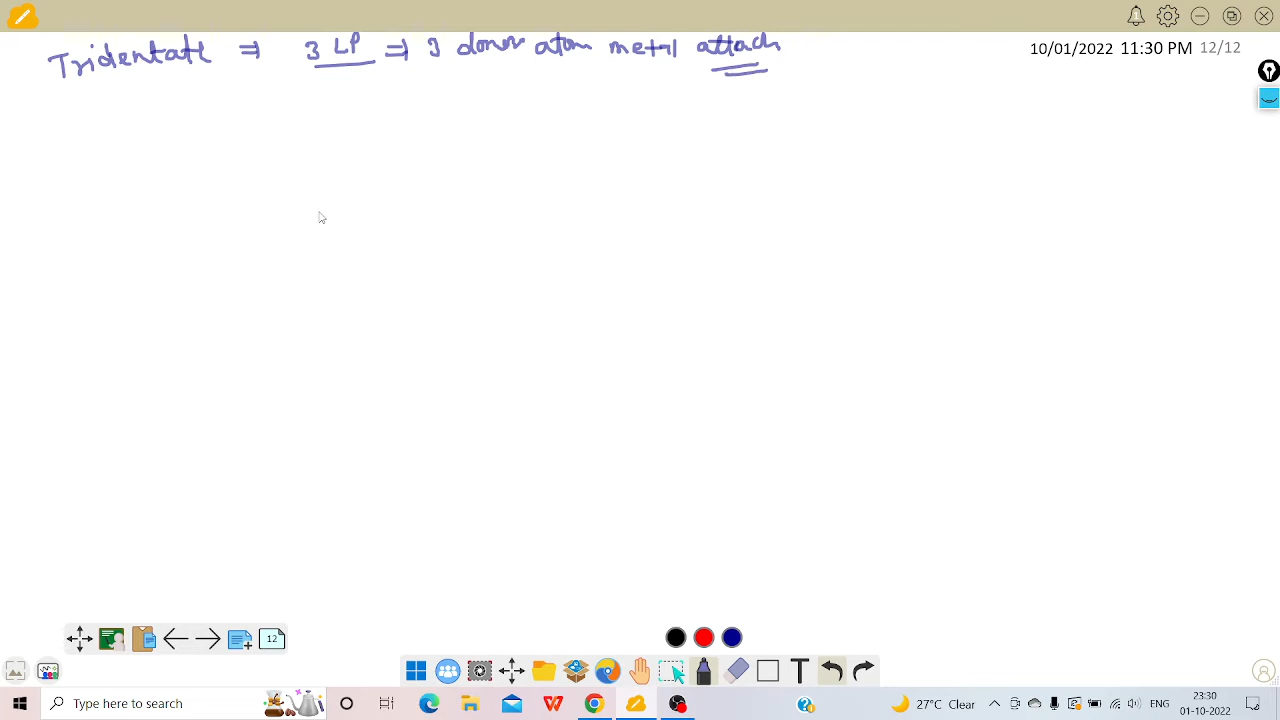 Tridentate ⇒ 3 LP ⇒ 3 donor atom metal attach
10/01/2022 11:30 PM 12/12
12
T
Type here to search
27°C Clear
ENG
23:30
01-10-2022